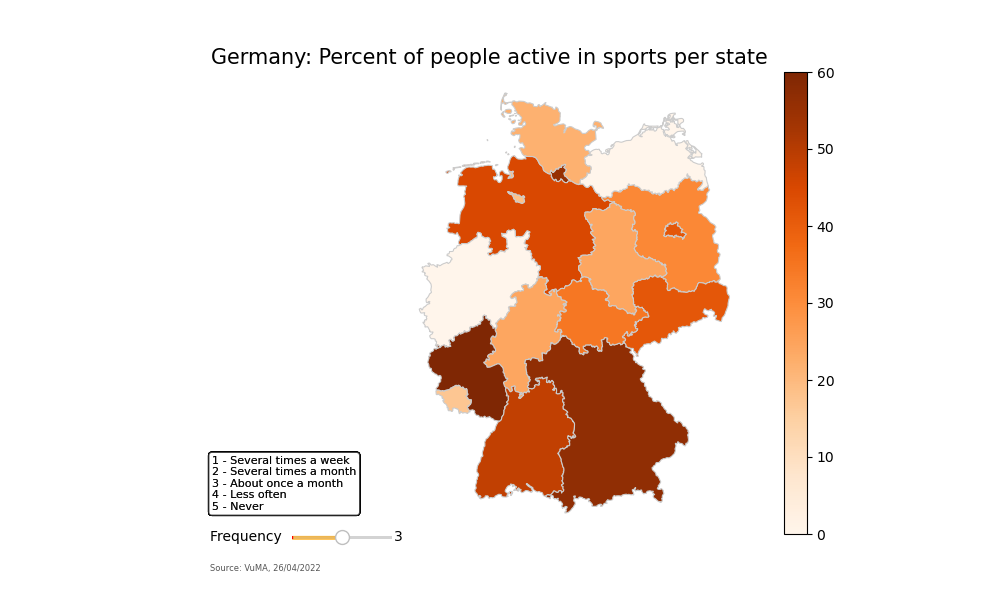 Germany: Percent of people active in sports per state
60
50
40
30
20
10
0
1 - Several times a week
2 - Several times a month
3 - About once a month
4 - Less often
5 - Never
Frequency 3
Source: VuMA, 26/04/2022